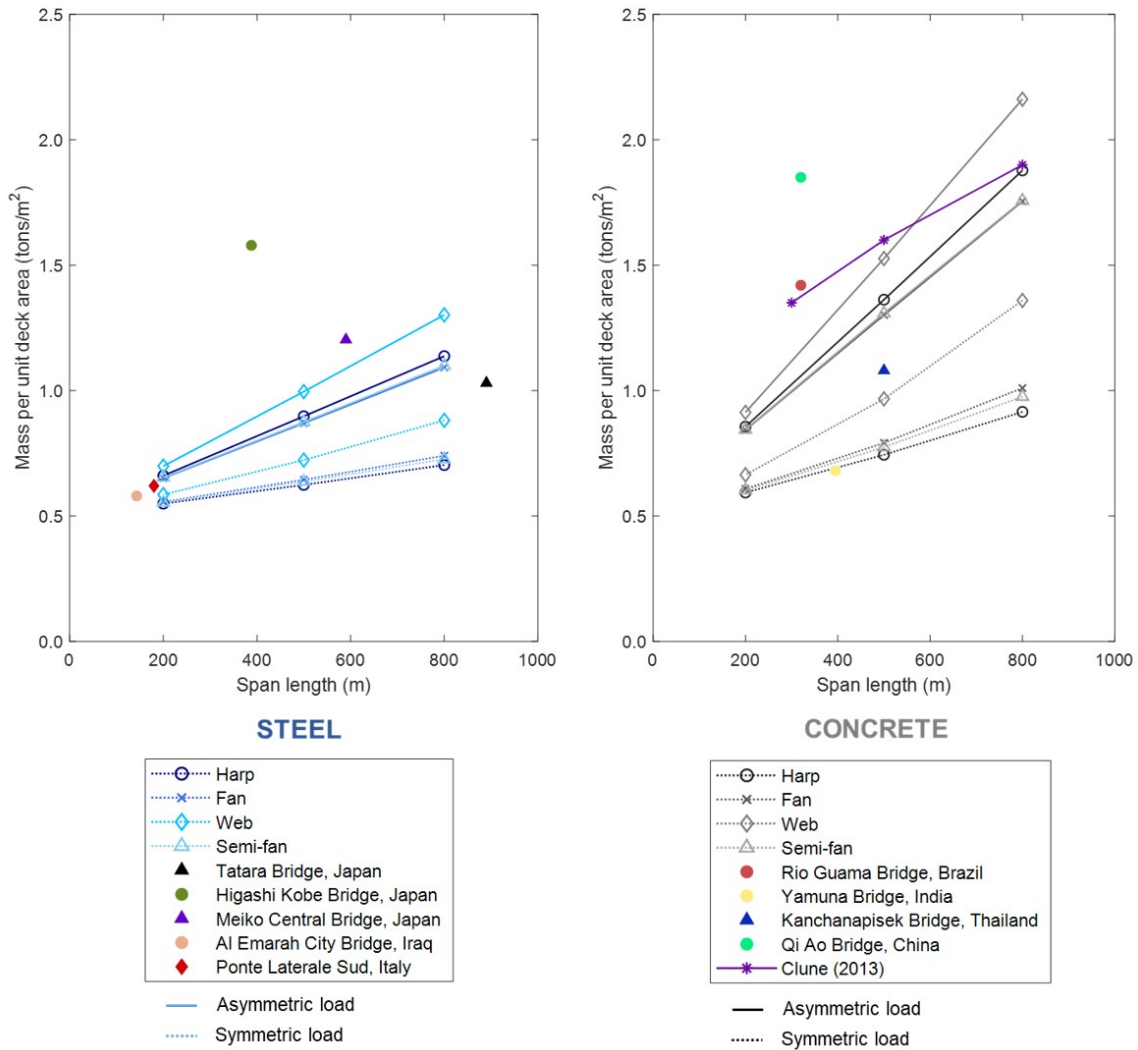 2.5
2.0
1.5
1.0
0.5
0.0
Mass per unit deck area (tons/m²)
0 200 400 600 800 1000
Span length (m)
STEEL
Harp
Fan
Web
Semi-fan
Tatara Bridge, Japan
Higashi Kobe Bridge, Japan
Meiko Central Bridge, Japan
Al Emarah City Bridge, Iraq
Ponte Laterale Sud, Italy
Asymmetric load
Symmetric load
2.5
2.0
1.5
1.0
0.5
0.0
Mass per unit deck area (tons/m²)
0 200 400 600 800 1000
Span length (m)
CONCRETE
Harp
Fan
Web
Semi-fan
Rio Guama Bridge, Brazil
Yamuna Bridge, India
Kanchanapisek Bridge, Thailand
Qi Ao Bridge, China
Clune (2013)
Asymmetric load
Symmetric load